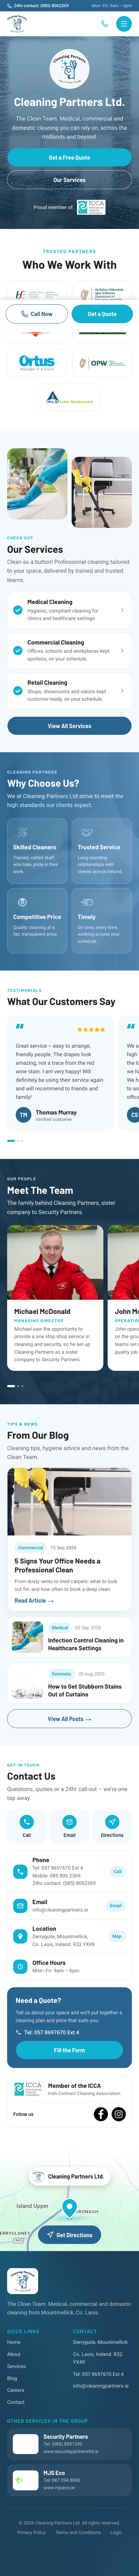 24hr contact: (085) 8062369
Mon–Fri: 9am – 6pm
Cleaning Partners Ltd.
The Clean Team. Medical, commercial and
domestic cleaning you can rely on, across the
midlands and beyond.
Get a Free Quote
Our Services
Proud member of
ICCA
TRUSTED PARTNERS
Who We Work With
Call Now
Get a Quote
Ortus
OPW
Life Sciences
CHECK OUT
Our Services
Clean as a button! Professional cleaning tailored
to your space, delivered by trained and trusted
teams.
Medical Cleaning
Hygienic, compliant cleaning for
clinics and healthcare settings.
Commercial Cleaning
Offices, schools and workplaces kept
spotless, on your schedule.
Retail Cleaning
Shops, showrooms and salons kept
customer-ready, on your schedule.
View All Services
CLEANING PARTNERS
Why Choose Us?
We at Cleaning Partners Ltd strive to meet the
high standards our clients expect.
Skilled Cleaners
Trained, vetted staff
who take pride in their
work.
Trusted Service
Long-standing
relationships with
clients across Ireland.
Competitive Price
Quality cleaning at a
fair, transparent price.
Timely
On time, every time,
working around your
schedule.
TESTIMONIALS
What Our Customers Say
Great service – easy to arrange,
friendly people. The drapes look
amazing, and a rust mark behind
the red wine stain. I am very happy! Will
definitely be using their service again
and will recommend to friends and
family!
TM
Thomas Murray
Verified customer
CS
OUR PEOPLE
Meet The Team
The family behind Cleaning Partners, sister
company to Security Partners.
Michael McDonald
MANAGING DIRECTOR
Michael saw the opportunity to
provide a one stop shop service in
cleaning and security, as he set up
Cleaning Partners as a sister
company to Security Partners.
TIPS & NEWS
From Our Blog
Cleaning tips, hygiene advice and news from the
Clean Team.
Commercial
15 Sep 2026
5 Signs Your Office Needs a
Professional Clean
From dusty vents to tired carpets: what to look
out for, and how often to book a deep clean.
Read Article →
Medical
02 Sep 2026
Infection Control Cleaning in
Healthcare Settings
Domestic
20 Aug 2026
How to Get Stubborn Stains
Out of Curtains
View All Posts →
GET IN TOUCH
Contact Us
Questions, quotes or a 24hr call-out – we're one
tap away.
Call
Email
Directions
Phone
Tel: 057 8697670 Ext 4
Mobile: 085 806 2369
24hr contact: (085) 8062369
Call
Email
info@cleaningpartners.ie
Email
Location
Derryguile, Mountmellick,
Co. Laois, Ireland. R32 YX49
Map
Office Hours
Mon–Fri: 9am – 6pm
Need a Quote?
Tell us about your space and we'll put together a
cleaning plan and price that suits you.
Tel: 057 8697670 Ext 4
Fill the Form
ICCA
Member of the ICCA
Irish Contract Cleaning Association
Follow us
Cleaning Partners Ltd.
Island Upper
Get Directions
The Clean Team. Medical, commercial and domestic
cleaning from Mountmellick, Co. Laois.
QUICK LINKS
Home
About
Services
Blog
Careers
Contact
CONTACT
Derryguile, Mountmellick
Co. Laois, Ireland. R32
YX49
Tel: 057 8697670 Ext 4
info@cleaningpartners.ie
OTHER SERVICES IN THE GROUP
Security Partners
www.securitypartnersltd.ie
MJS Eco
Tel: 087 294 8880
www.mjseco.ie
© 2026 Cleaning Partners Ltd. All rights reserved.
Privacy Policy
Terms and Conditions
Login